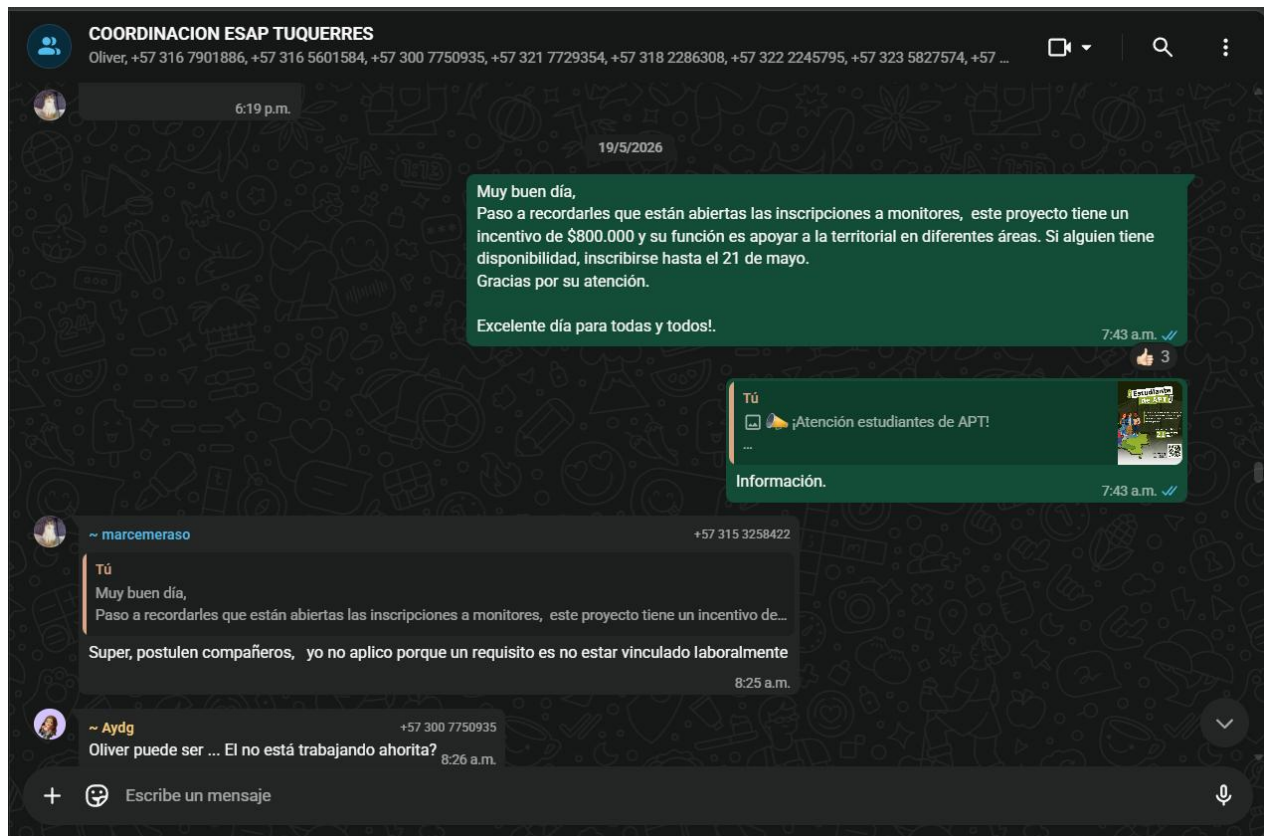 COORDINACION ESAP TUQUERRES
Oliver, +57 316 7901886, +57 316 5601584, +57 300 7750935, +57 321 7729354, +57 318 2286308, +57 322 2245795, +57 323 5827574, +57 ...
6:19 p.m.
19/5/2026
Muy buen día,
Paso a recordarles que están abiertas las inscripciones a monitores,  este proyecto tiene un
incentivo de $800.000 y su función es apoyar a la territorial en diferentes áreas. Si alguien tiene
disponibilidad, inscribirse hasta el 21 de mayo.
Gracias por su atención.
Excelente día para todas y todos!.
7:43 a.m.
3
Tú
¡Atención estudiantes de APT!
...
Estudiante
de APT
Información.
7:43 a.m.
~ marcemeraso
+57 315 3258422
Tú
Muy buen día,
Paso a recordarles que están abiertas las inscripciones a monitores,  este proyecto tiene un incentivo de...
Super, postulen compañeros,   yo no aplico porque un requisito es no estar vinculado laboralmente
8:25 a.m.
~ Aydg
+57 300 7750935
Oliver puede ser ... El no está trabajando ahorita?
8:26 a.m.
Escribe un mensaje